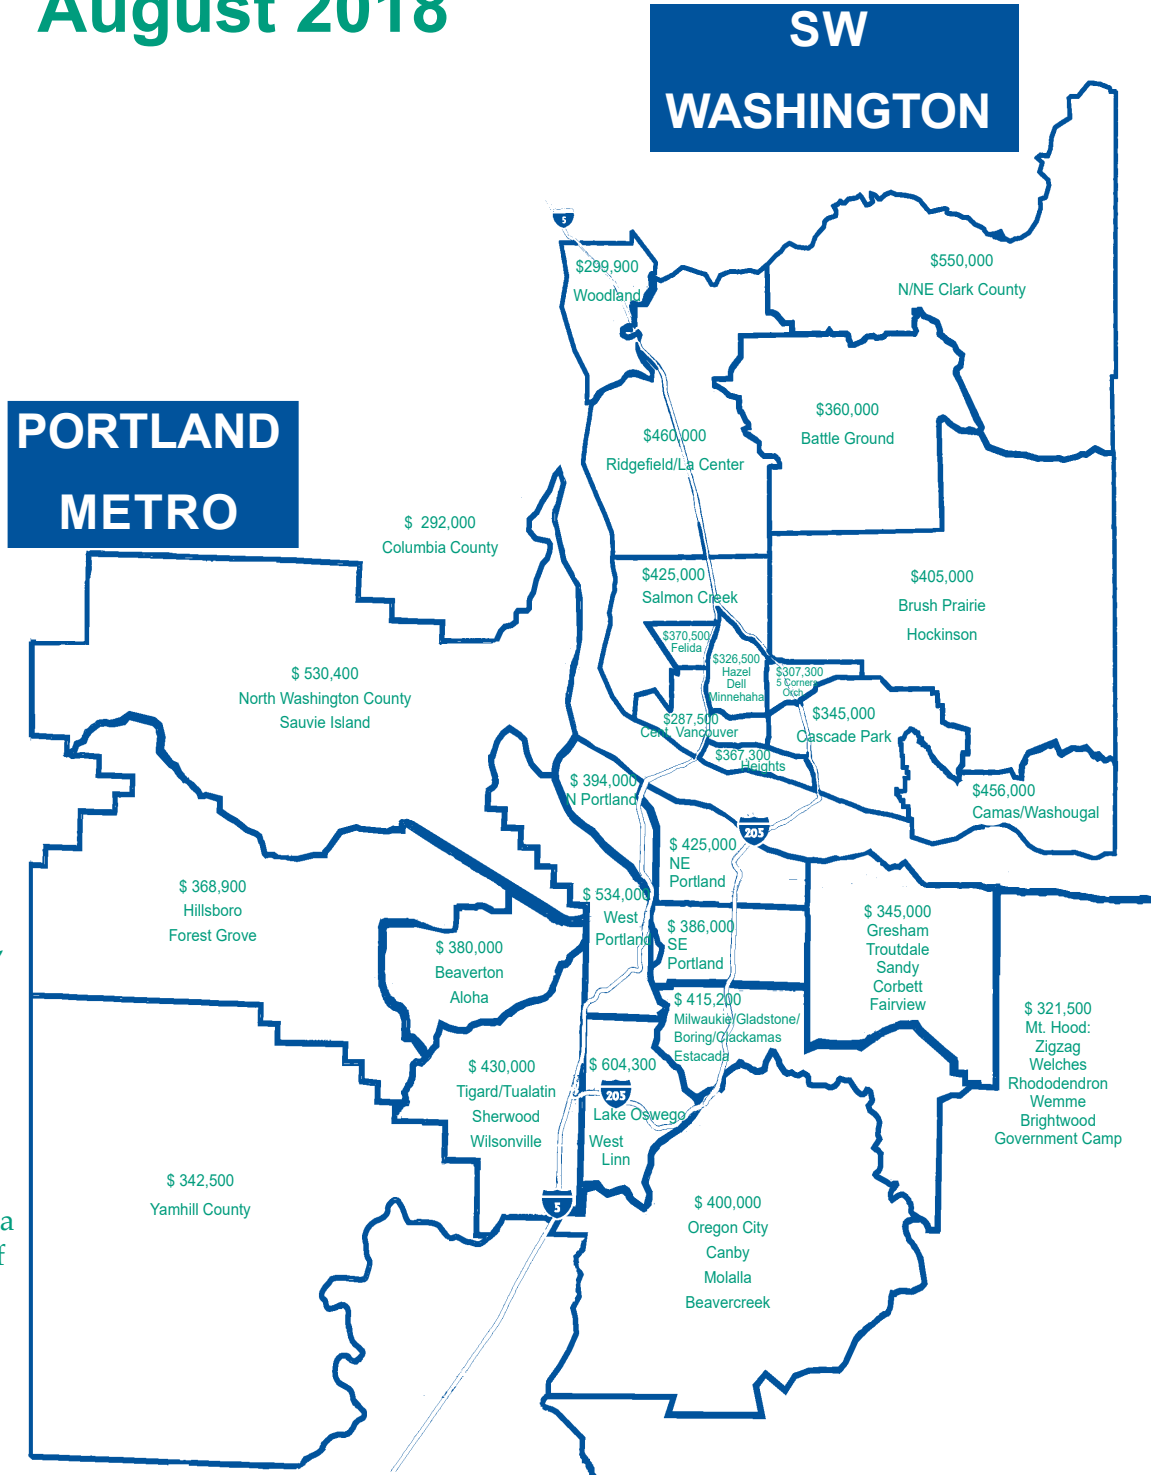 August 2018
SW
WASHINGTON
5
$550,000
N/NE Clark County
$299,900
Woodland
$360,000
Battle Ground
PORTLAND
METRO
$460,000
Ridgefield/La Center
$ 292,000
Columbia County
$425,000
Salmon Creek
$405,000
Brush Prairie
Hockinson
$370,500
Felida
$326,500
Hazel
Dell
Minnehaha
$307,300
5 Corners
Orch.
$ 530,400
North Washington County
Sauvie Island
$287,500
Cent. Vancouver
$345,000
Cascade Park
$367,300
Heights
$456,000
Camas/Washougal
$ 394,000
N Portland
205
$ 425,000
NE
Portland
$ 368,900
Hillsboro
Forest Grove
$ 534,000
West
Portland
$ 386,000
SE
Portland
$ 345,000
Gresham
Troutdale
Sandy
Corbett
Fairview
$ 380,000
Beaverton
Aloha
$ 415,200
Milwaukie/Gladstone/
Boring/Clackamas
Estacada
$ 321,500
Mt. Hood:
Zigzag
Welches
Rhododendron
Wemme
Brightwood
Government Camp
$ 430,000
Tigard/Tualatin
Sherwood
Wilsonville
$ 604,300
205
Lake Oswego
West
Linn
$ 342,500
Yamhill County
5
a
f
$ 400,000
Oregon City
Canby
Molalla
Beavercreek